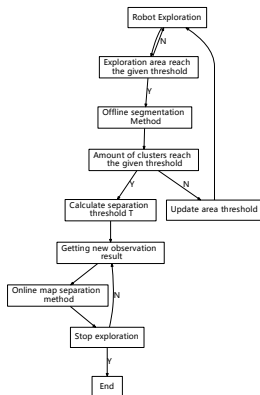 Robot Exploration
N
Exploration area reach
the given threshold
Y
Offline segmentation
Method
Amount of clusters reach
the given threshold
Y
N
Calculate separation
threshold T
Update area threshold
Getting new observation
result
Online map separation
method
N
Stop exploration
Y
End